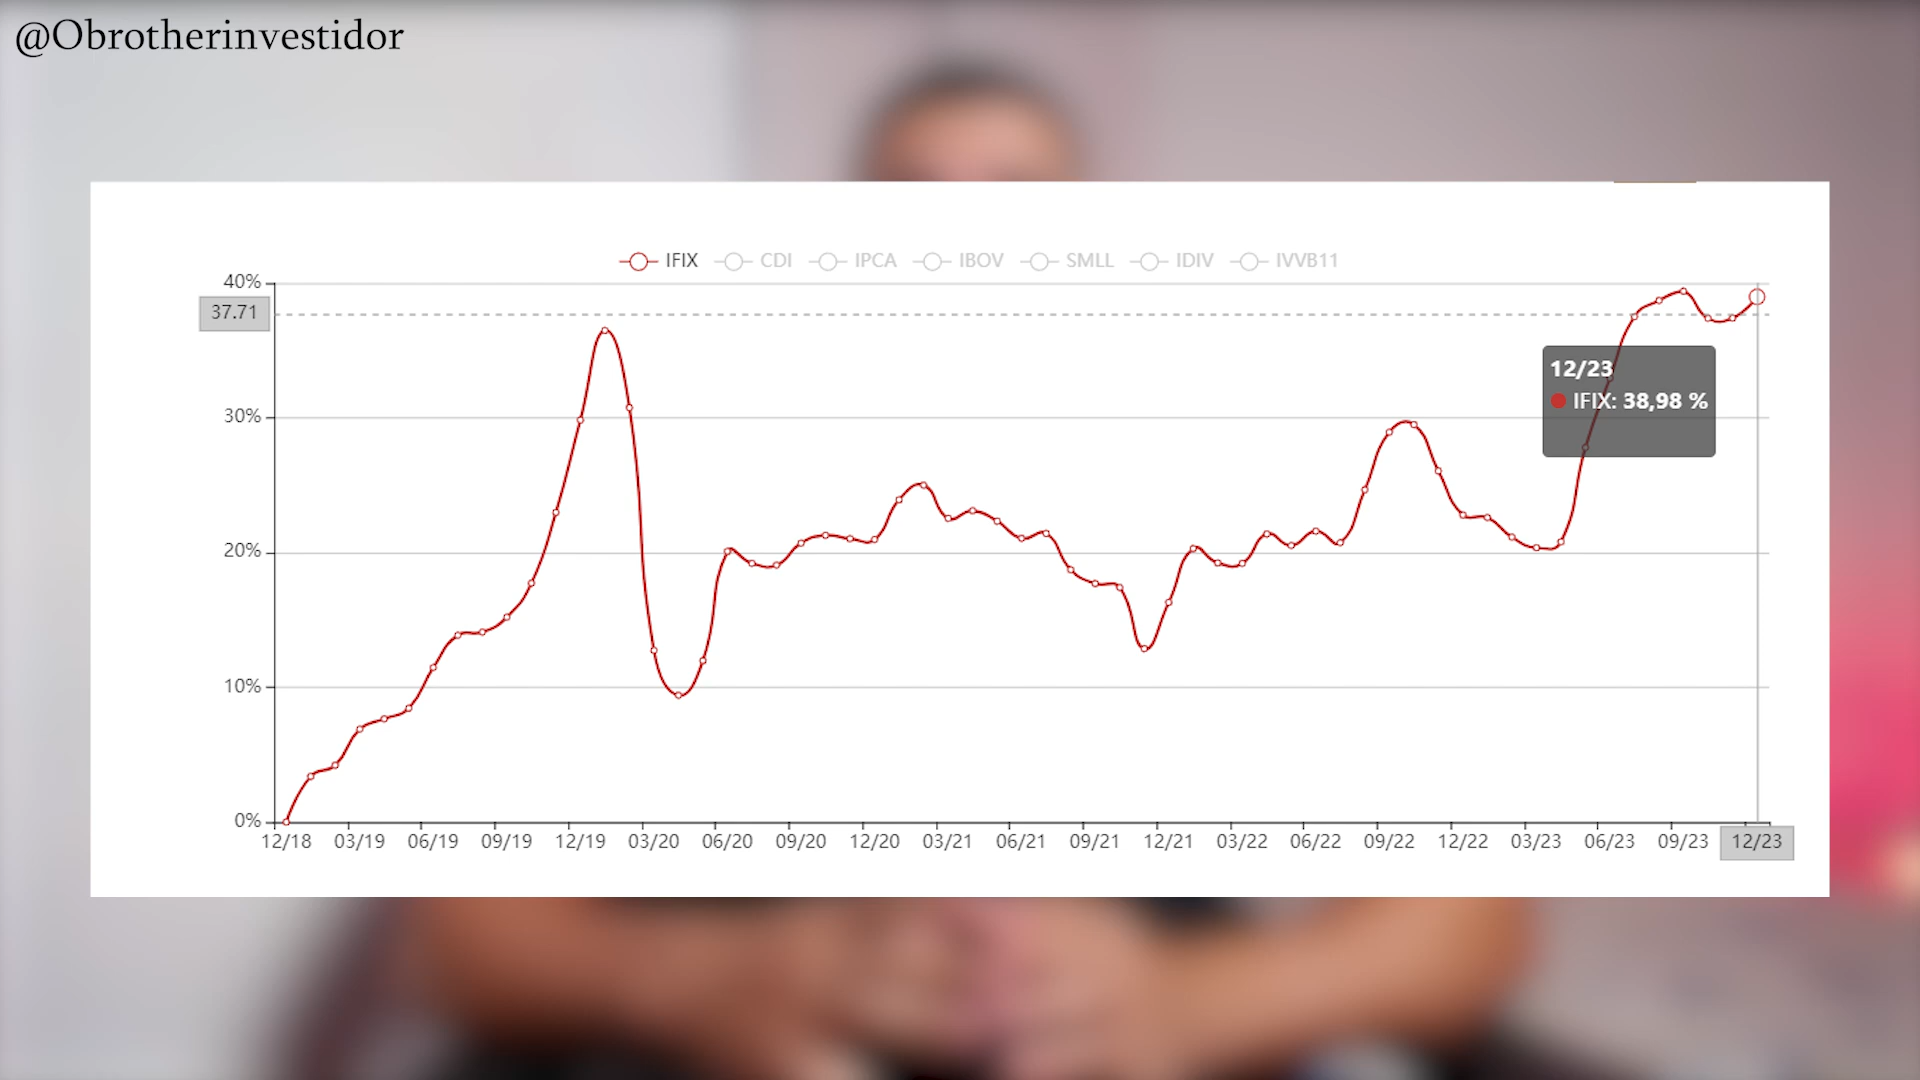 @Obrotherinvestidor
IFIX CDI IPCA IBOV SMLL IDIV IVVB11
40%
37.71
30%
20%
10%
0%
12/23
IFIX: 38,98 %
12/18 03/19 06/19 09/19 12/19 03/20 06/20 09/20 12/20 03/21 06/21 09/21 12/21 03/22 06/22 09/22 12/22 03/23 06/23 09/23 12/23